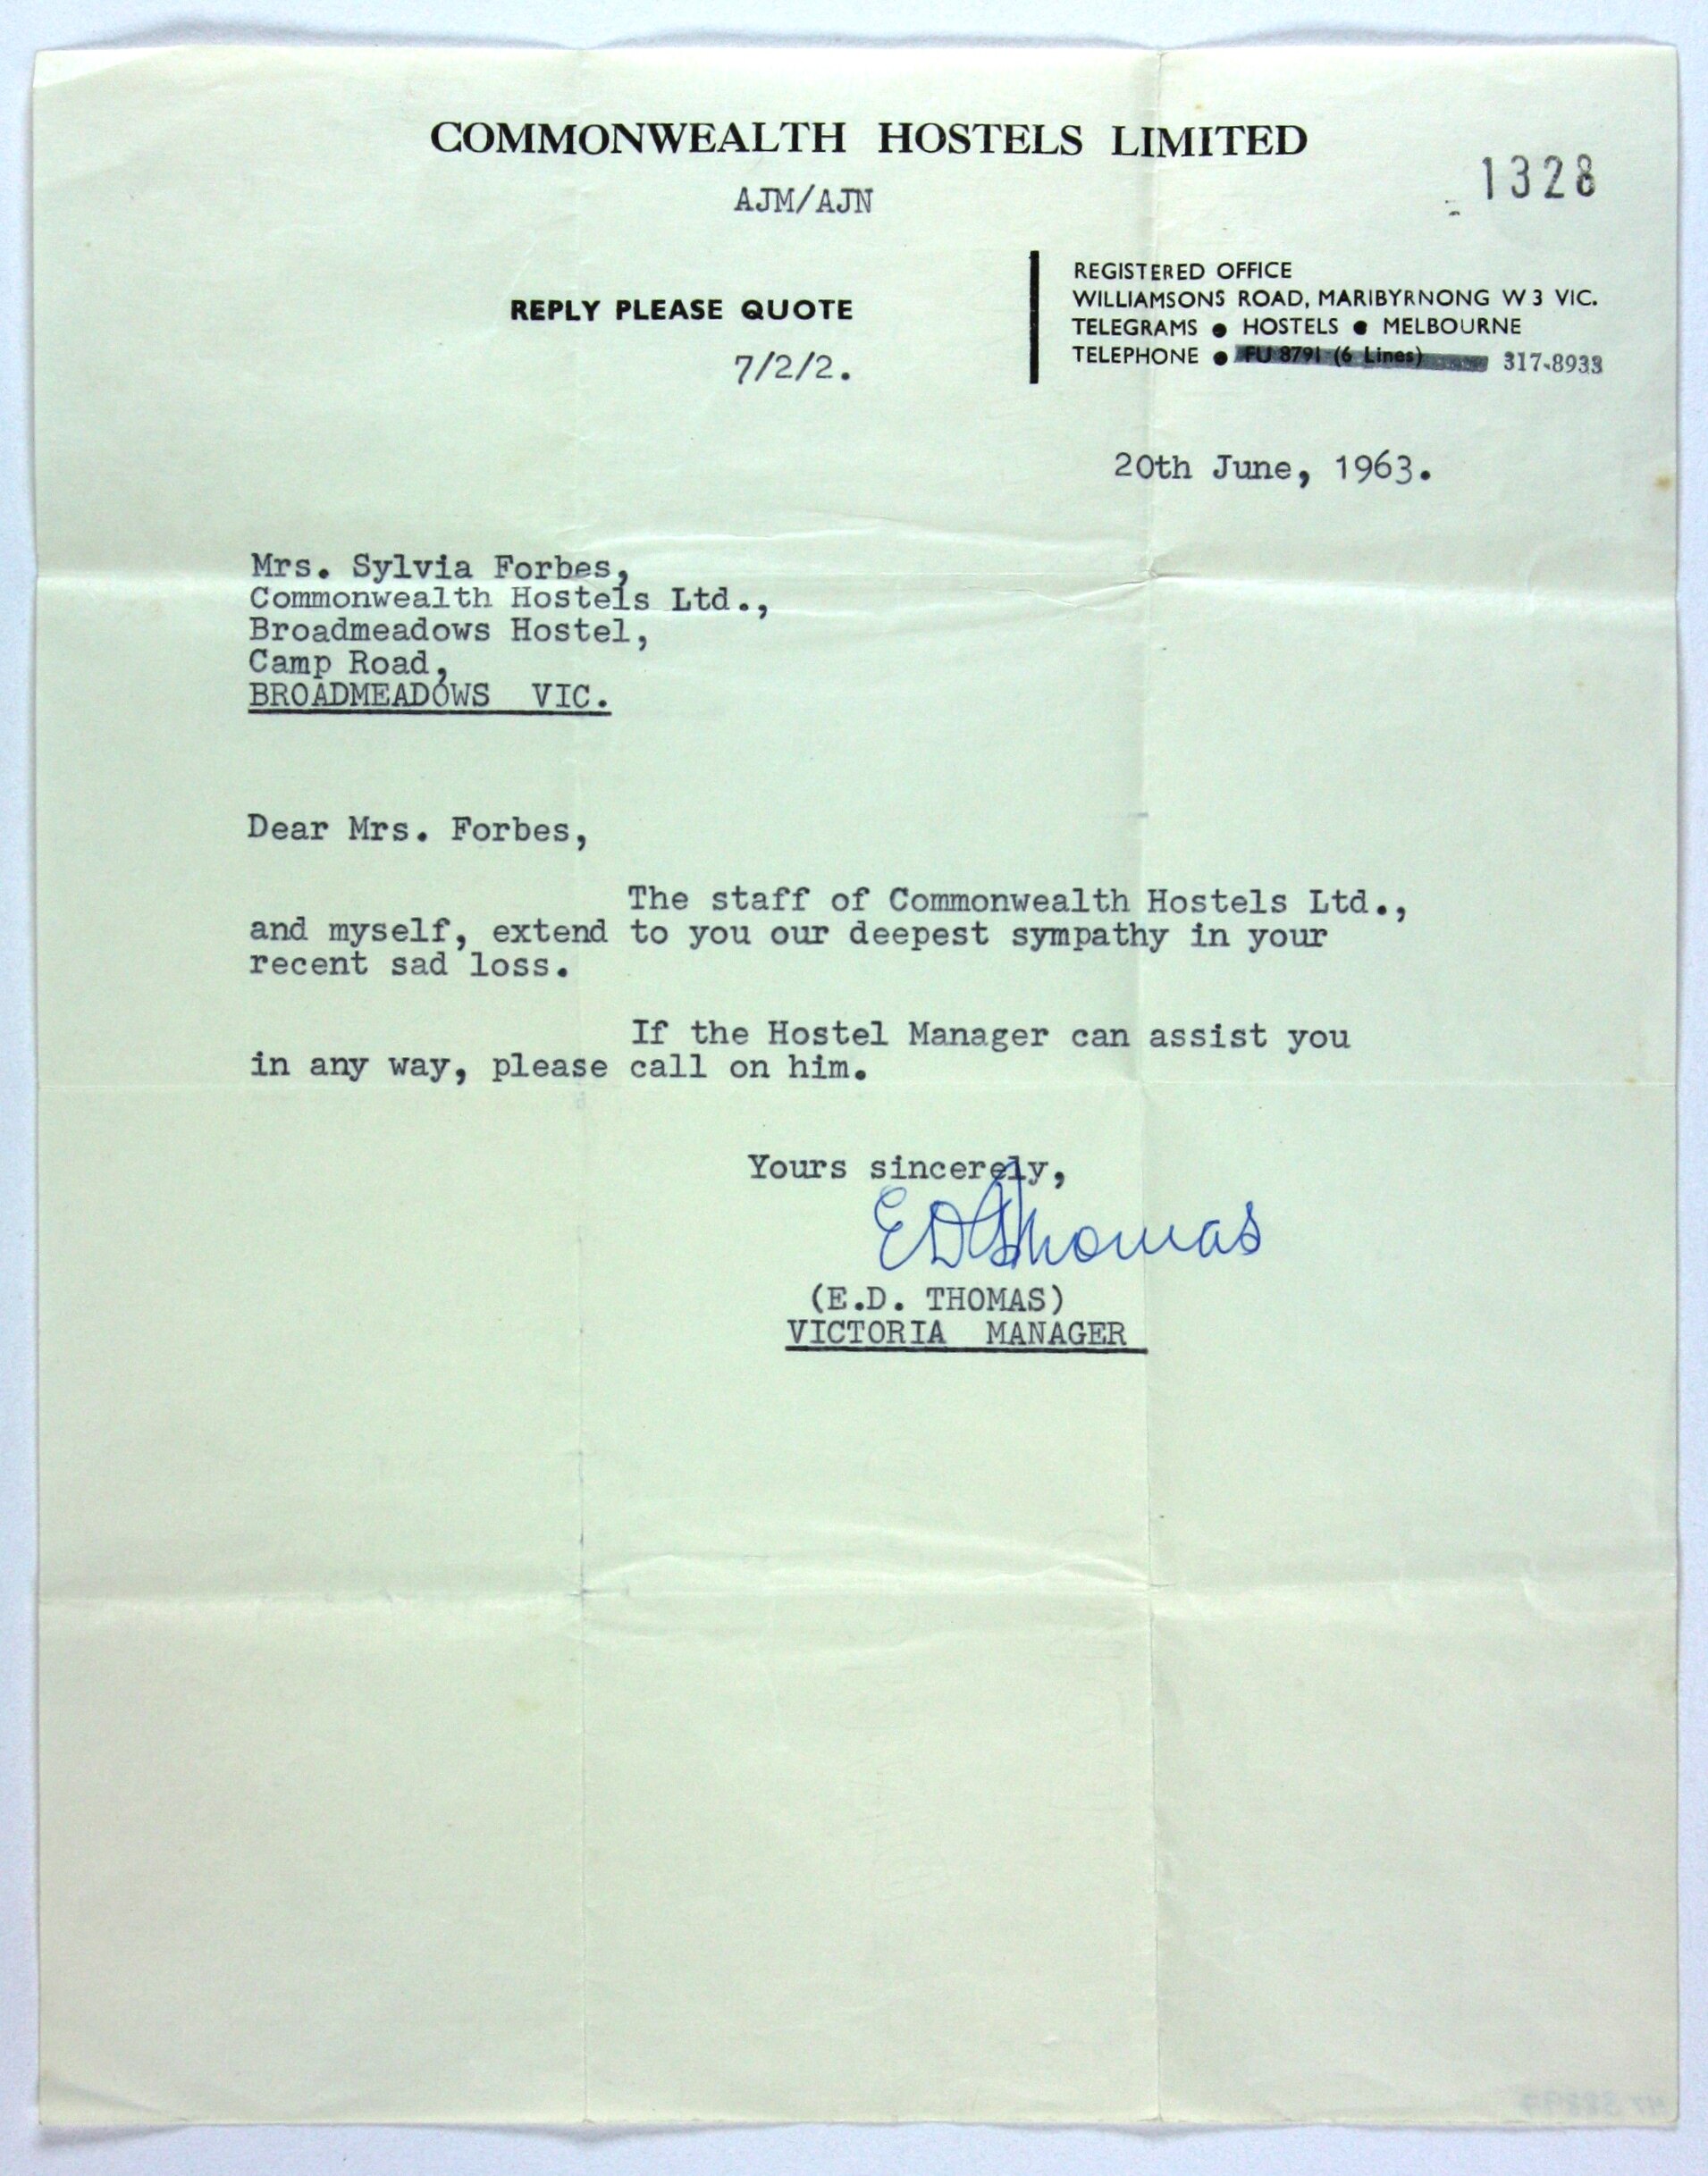 COMMONWEALTH HOSTELS LIMITED
AJM/AJN
1328
REPLY PLEASE QUOTE
7/2/2.
REGISTERED OFFICE
WILLIAMSONS ROAD, MARIBYRNONG W 3 VIC.
TELEGRAMS ● HOSTELS ● MELBOURNE
TELEPHONE ● FU 8791 (6 Lines) 317-8933
20th June, 1963.
Mrs. Sylvia Forbes,
Commonwealth Hostels Ltd.,
Broadmeadows Hostel,
Camp Road,
BROADMEADOWS VIC.
Dear Mrs. Forbes,
The staff of Commonwealth Hostels Ltd.,
and myself, extend to you our deepest sympathy in your
recent sad loss.
If the Hostel Manager can assist you
in any way, please call on him.
Yours sincerely,
EDThomas
(E.D. THOMAS)
VICTORIA MANAGER